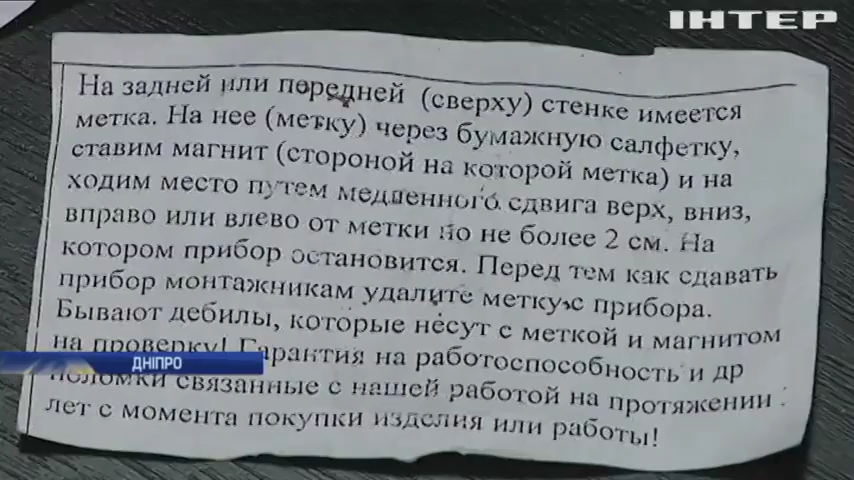 ІНТЕР
На задней или передней (сверху) стенке имеется
метка. На нее (метку) через бумажную салфетку,
ставим магнит (стороной на которой метка) и на
ходим место путем медленного сдвига верх, вниз,
вправо или влево от метки но не более 2 см. На
котором прибор остановится. Перед тем как сдавать
прибор монтажникам удалите метку с прибора.
Бывают дебилы, которые несут с меткой и магнитом
на проверку! Гарантия на работоспособность и др
ДНІПРО
поломки связанные с нашей работой на протяжении
лет с момента покупки изделия или работы!